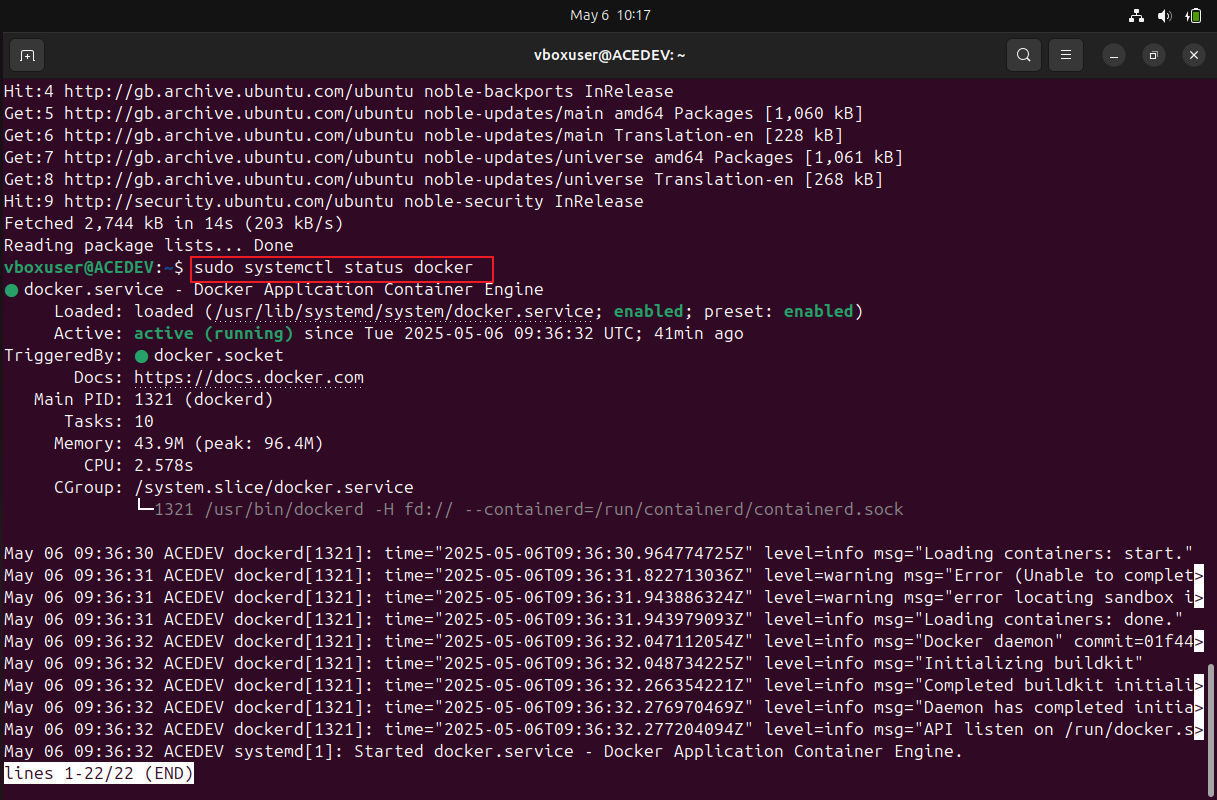 May 6 10:17
vboxuser@ACEDEV: ~
Hit:4 http://gb.archive.ubuntu.com/ubuntu noble-backports InRelease
Get:5 http://gb.archive.ubuntu.com/ubuntu noble-updates/main amd64 Packages [1,060 kB]
Get:6 http://gb.archive.ubuntu.com/ubuntu noble-updates/main Translation-en [228 kB]
Get:7 http://gb.archive.ubuntu.com/ubuntu noble-updates/universe amd64 Packages [1,061 kB]
Get:8 http://gb.archive.ubuntu.com/ubuntu noble-updates/universe Translation-en [268 kB]
Hit:9 http://security.ubuntu.com/ubuntu noble-security InRelease
Fetched 2,744 kB in 14s (203 kB/s)
Reading package lists... Done
vboxuser@ACEDEV:~$ sudo systemctl status docker
● docker.service - Docker Application Container Engine
Loaded: loaded (/usr/lib/systemd/system/docker.service; enabled; preset: enabled)
Active: active (running) since Tue 2025-05-06 09:36:32 UTC; 41min ago
TriggeredBy: ● docker.socket
Docs: https://docs.docker.com
Main PID: 1321 (dockerd)
Tasks: 10
Memory: 43.9M (peak: 96.4M)
CPU: 2.578s
CGroup: /system.slice/docker.service
└─1321 /usr/bin/dockerd -H fd:// --containerd=/run/containerd/containerd.sock
May 06 09:36:30 ACEDEV dockerd[1321]: time="2025-05-06T09:36:30.964774725Z" level=info msg="Loading containers: start."
May 06 09:36:31 ACEDEV dockerd[1321]: time="2025-05-06T09:36:31.822713036Z" level=warning msg="Error (Unable to complet>
May 06 09:36:31 ACEDEV dockerd[1321]: time="2025-05-06T09:36:31.943886324Z" level=warning msg="error locating sandbox i>
May 06 09:36:31 ACEDEV dockerd[1321]: time="2025-05-06T09:36:31.943979093Z" level=info msg="Loading containers: done."
May 06 09:36:32 ACEDEV dockerd[1321]: time="2025-05-06T09:36:32.047112054Z" level=info msg="Docker daemon" commit=01f44>
May 06 09:36:32 ACEDEV dockerd[1321]: time="2025-05-06T09:36:32.048734225Z" level=info msg="Initializing buildkit"
May 06 09:36:32 ACEDEV dockerd[1321]: time="2025-05-06T09:36:32.266354221Z" level=info msg="Completed buildkit initiali>
May 06 09:36:32 ACEDEV dockerd[1321]: time="2025-05-06T09:36:32.276970469Z" level=info msg="Daemon has completed initia>
May 06 09:36:32 ACEDEV dockerd[1321]: time="2025-05-06T09:36:32.277204094Z" level=info msg="API listen on /run/docker.s>
May 06 09:36:32 ACEDEV systemd[1]: Started docker.service - Docker Application Container Engine.
lines 1-22/22 (END)